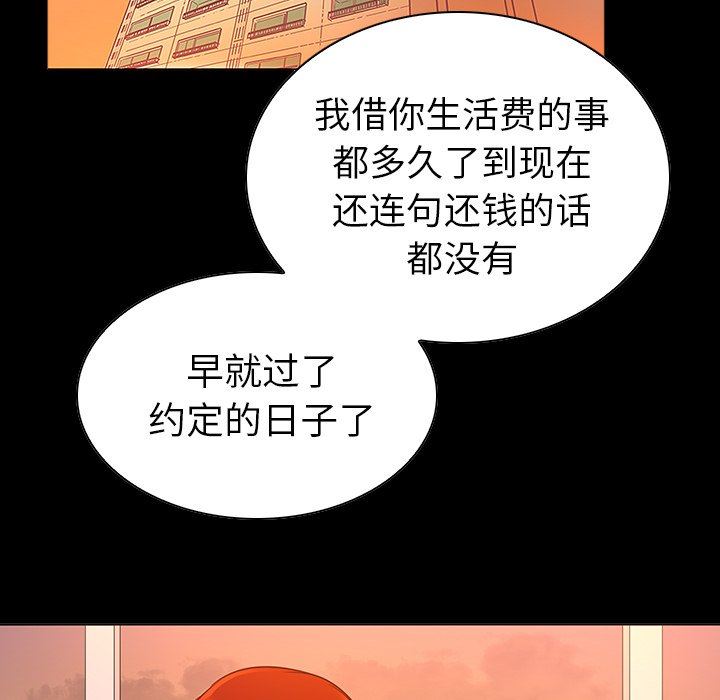 我借你生活费的事
都多久了到现在
还连句还钱的话
都没有
早就过了
约定的日子了